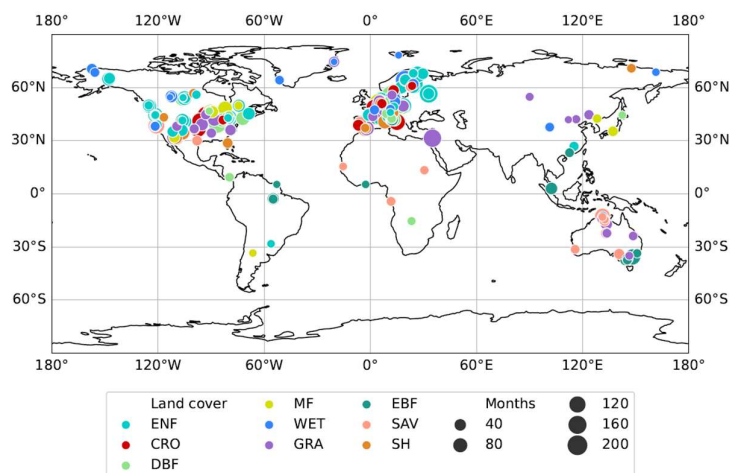 180° 120°W 60°W 0° 60°E 120°E 180°
60°N 60°N
30°N 30°N
0° 0°
30°S 30°S
60°S 60°S
180° 120°W 60°W 0° 60°E 120°E 180°
Land cover MF EBF Months 120
ENF WET SAV 40 160
CRO GRA SH 80 200
DBF